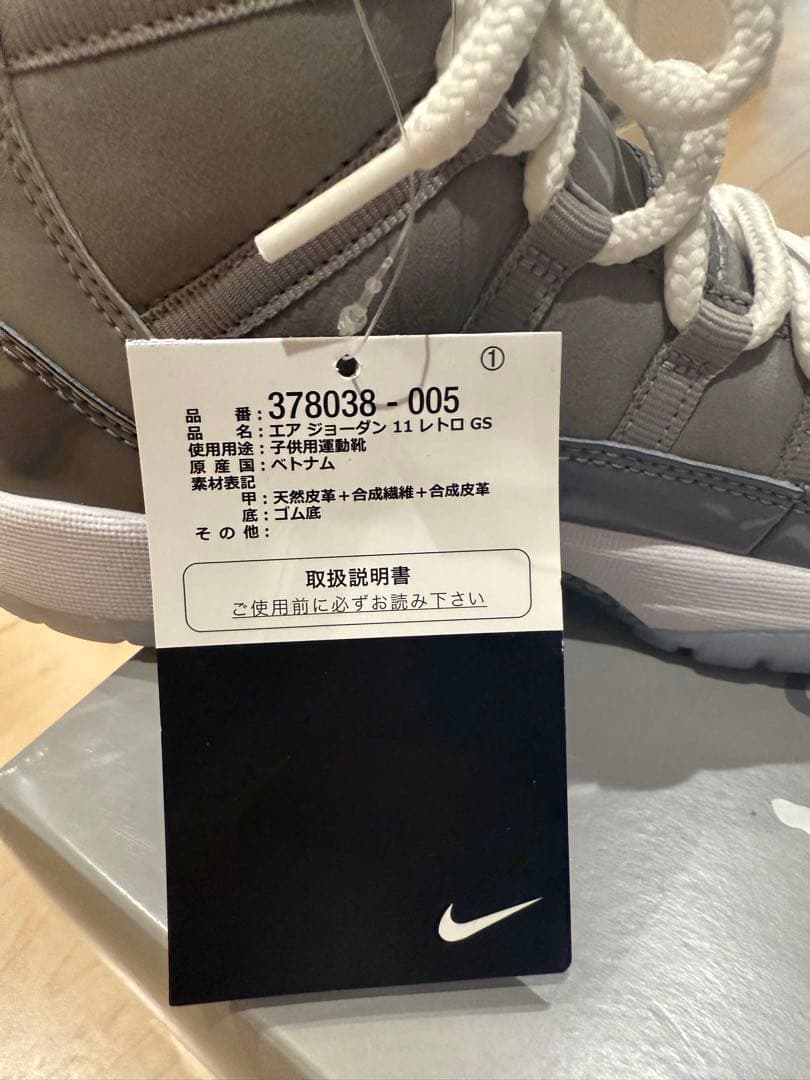 ①
品 番：378038 - 005
品 名：エア ジョーダン 11 レトロ GS
使用用途：子供用運動靴
原 産 国：ベトナム
素材表記
甲：天然皮革＋合成繊維＋合成皮革
底：ゴム底
そ の 他：
取扱説明書
ご使用前に必ずお読み下さい